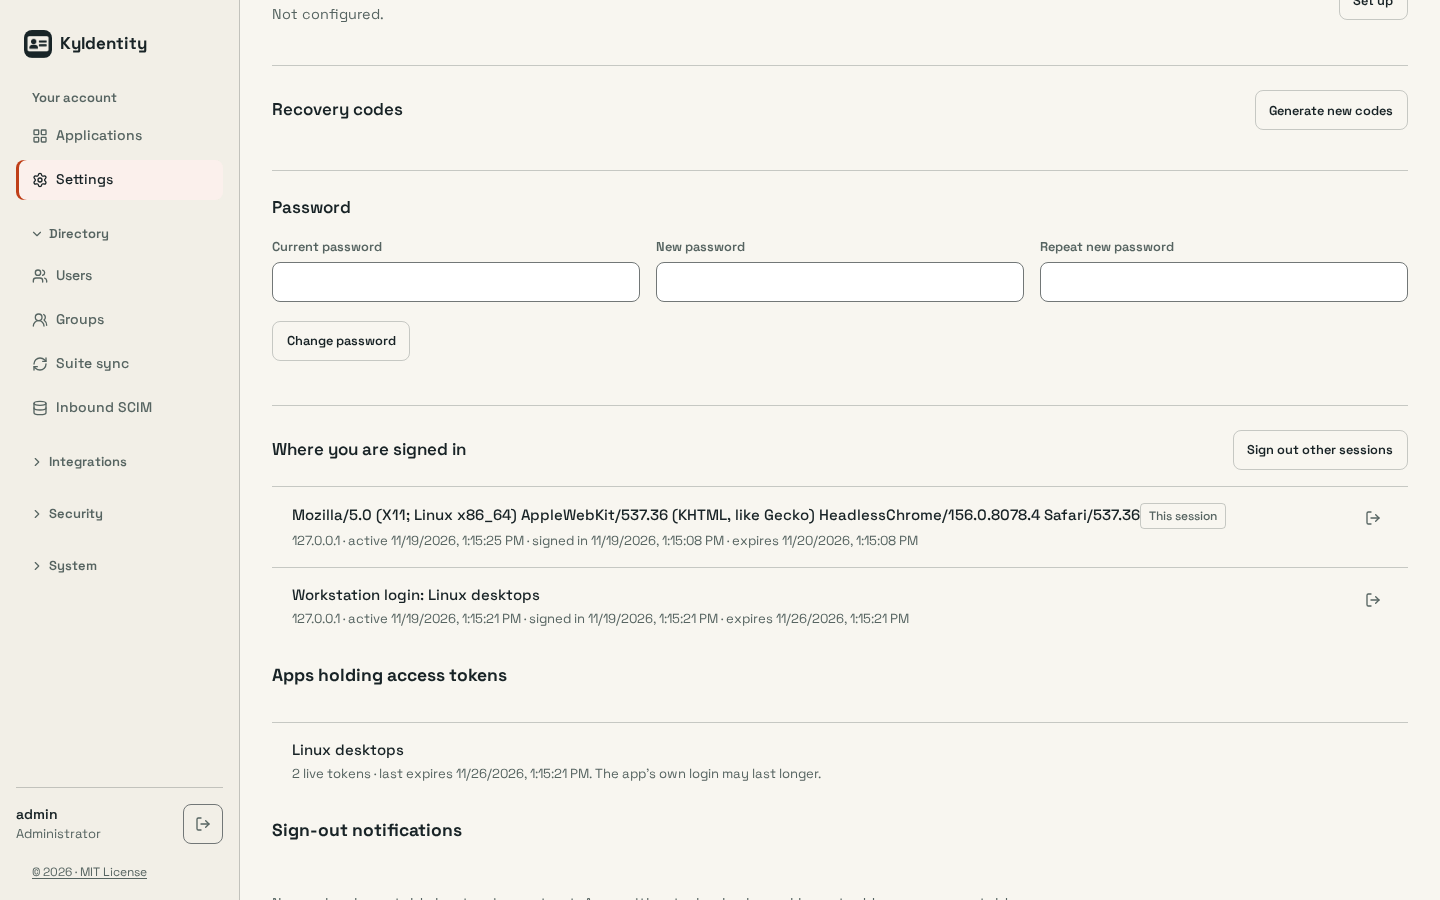 KyIdentity
Your account
Applications
Settings
Directory
Users
Groups
Suite sync
Inbound SCIM
Integrations
Security
System
admin
Administrator
© 2026 · MIT License
Not configured.
Set up
Recovery codes
Generate new codes
Password
Current password
New password
Repeat new password
Change password
Where you are signed in
Sign out other sessions
Mozilla/5.0 (X11; Linux x86_64) AppleWebKit/537.36 (KHTML, like Gecko) HeadlessChrome/156.0.8078.4 Safari/537.36 This session
127.0.0.1 · active 11/19/2026, 1:15:25 PM · signed in 11/19/2026, 1:15:08 PM · expires 11/20/2026, 1:15:08 PM
Workstation login: Linux desktops
127.0.0.1 · active 11/19/2026, 1:15:21 PM · signed in 11/19/2026, 1:15:21 PM · expires 11/26/2026, 1:15:21 PM
Apps holding access tokens
Linux desktops
2 live tokens · last expires 11/26/2026, 1:15:21 PM. The app's own login may last longer.
Sign-out notifications